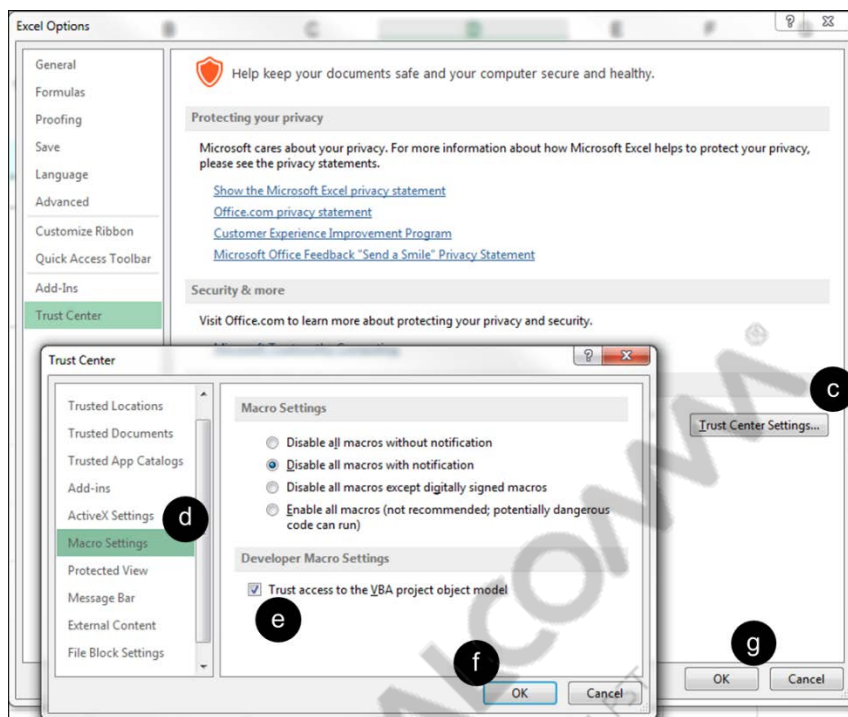 Excel Options
B C D E F
General
Formulas
Proofing
Save
Language
Advanced
Customize Ribbon
Quick Access Toolbar
Add-Ins
Trust Center
Help keep your documents safe and your computer secure and healthy.
Protecting your privacy
Microsoft cares about your privacy. For more information about how Microsoft Excel helps to protect your privacy,
please see the privacy statements.
Show the Microsoft Excel privacy statement
Office.com privacy statement
Customer Experience Improvement Program
Microsoft Office Feedback "Send a Smile" Privacy Statement
Security & more
Visit Office.com to learn more about protecting your privacy and security.
c
Trust Center Settings...
Trust Center
Trusted Locations
Trusted Documents
Trusted App Catalogs
Add-ins
ActiveX Settings
d
Macro Settings
Protected View
Message Bar
External Content
File Block Settings
Macro Settings
Disable all macros without notification
Disable all macros with notification
Disable all macros except digitally signed macros
Enable all macros (not recommended; potentially dangerous
code can run)
Developer Macro Settings
Trust access to the VBA project object model
e
f
OK Cancel
g
OK Cancel